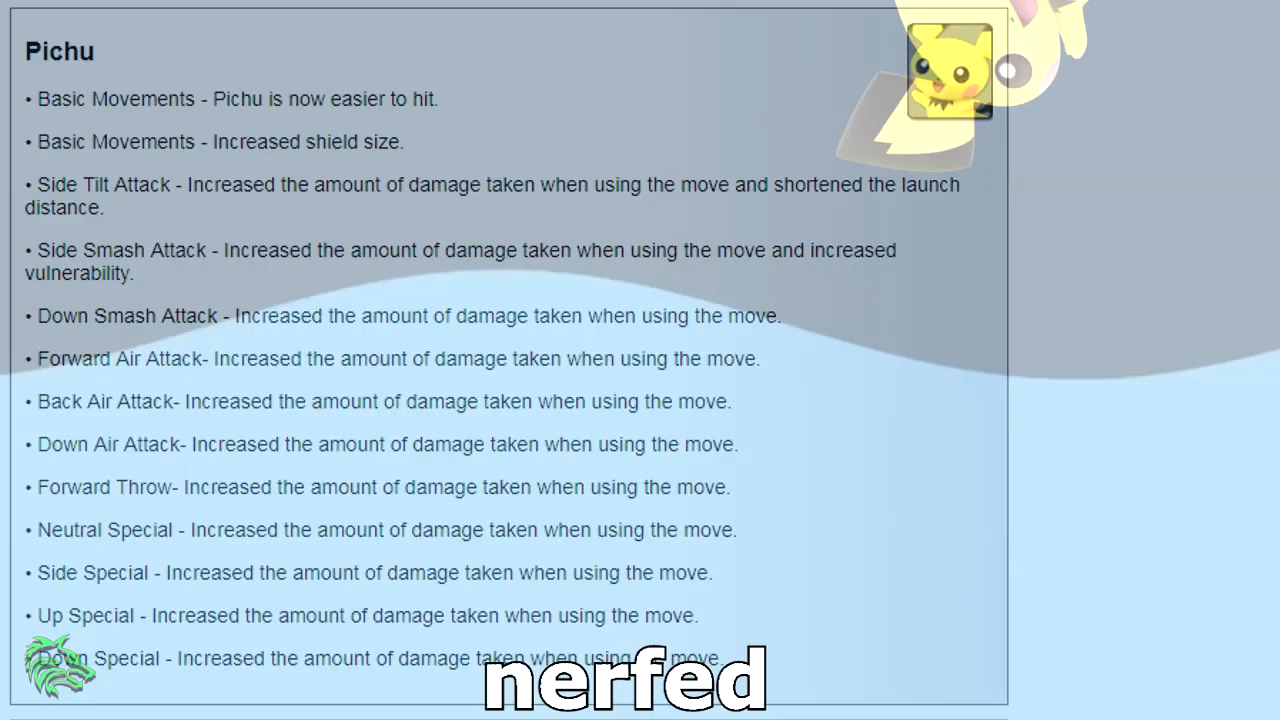 Pichu
• Basic Movements - Pichu is now easier to hit.
• Basic Movements - Increased shield size.
• Side Tilt Attack - Increased the amount of damage taken when using the move and shortened the launch
distance.
• Side Smash Attack - Increased the amount of damage taken when using the move and increased
vulnerability.
• Down Smash Attack - Increased the amount of damage taken when using the move.
• Forward Air Attack- Increased the amount of damage taken when using the move.
• Back Air Attack- Increased the amount of damage taken when using the move.
• Down Air Attack- Increased the amount of damage taken when using the move.
• Forward Throw- Increased the amount of damage taken when using the move.
• Neutral Special - Increased the amount of damage taken when using the move.
• Side Special - Increased the amount of damage taken when using the move.
• Up Special - Increased the amount of damage taken when using the move.
• Down Special - Increased the amount of damage taken when using the move.
nerfed